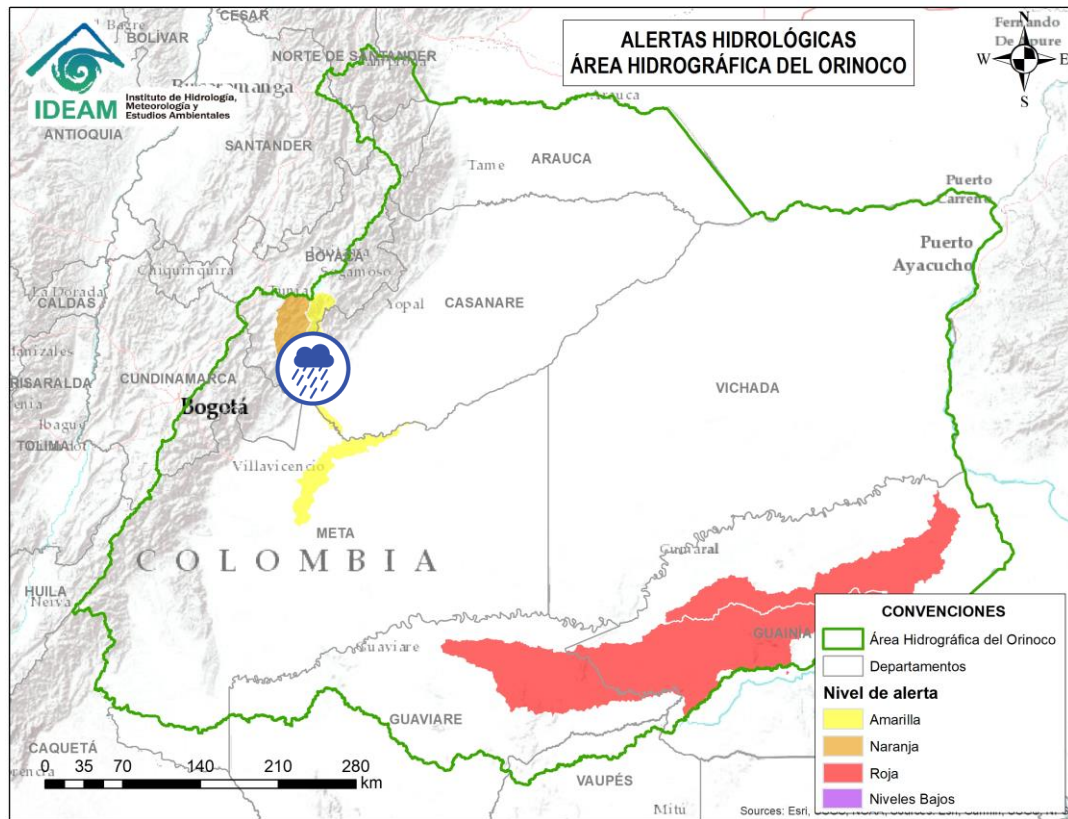 ALERTAS HIDROLÓGICAS
ÁREA HIDROGRÁFICA DEL ORINOCO
IDEAM
Instituto de Hidrología,
Meteorología y
Estudios Ambientales
N
W
E
S
CESAR
BOLÍVAR
NORTE DE SANTANDER
Arauca
ANTIOQUIA
SANTANDER
Tame
ARAUCA
Puerto
Carreño
Puerto
Ayacucho
BOYACÁ
Sogamoso
Chiquinquira
La Dorada
CALDAS
Tunja
Yopal
CASANARE
RISARALDA
CUNDINAMARCA
VICHADA
Bogotá
Ibague
TOLIMA
Villavicencio
META
COLOMBIA
HUILA
Neiva
GUAINÍA
GUAVIARE
CAQUETÁ
VAUPÉS
Mitú
0 35 70 140 210 280
km
CONVENCIONES
Área Hidrográfica del Orinoco
Departamentos
Nivel de alerta
Amarilla
Naranja
Roja
Niveles Bajos
Sources: Esri,